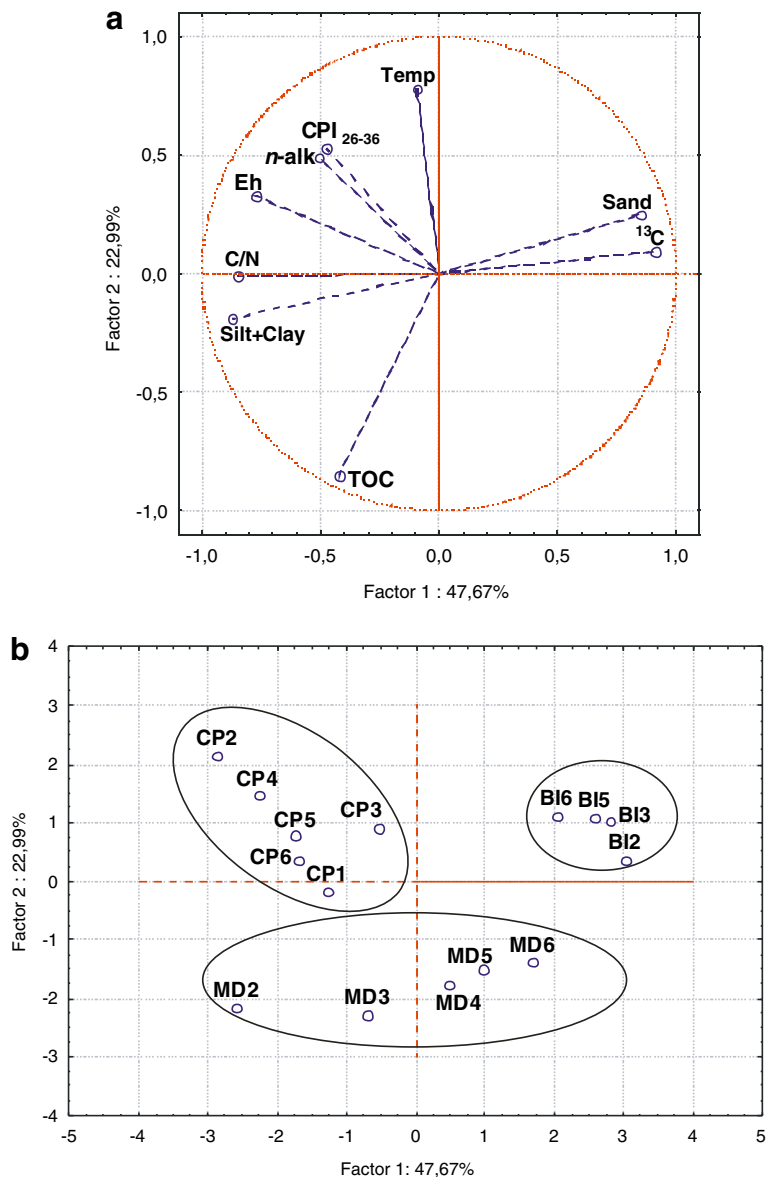 a
1,0
Temp
CPI 26-36
n-alk
0,5
Eh
Sand
13C
C/N
0,0
Silt+Clay
-0,5
TOC
-1,0
Factor 2 : 22,99%
-1,0 -0,5 0,0 0,5 1,0
Factor 1 : 47,67%
b
4
3
CP2
2
CP4
CP5 CP3
BI6 BI5 BI3
1
CP6 CP1
BI2
0
-1
MD5 MD6
MD2 MD3 MD4
-2
-3
-4
Factor 2 : 22,99%
-5 -4 -3 -2 -1 0 1 2 3 4 5
Factor 1: 47,67%